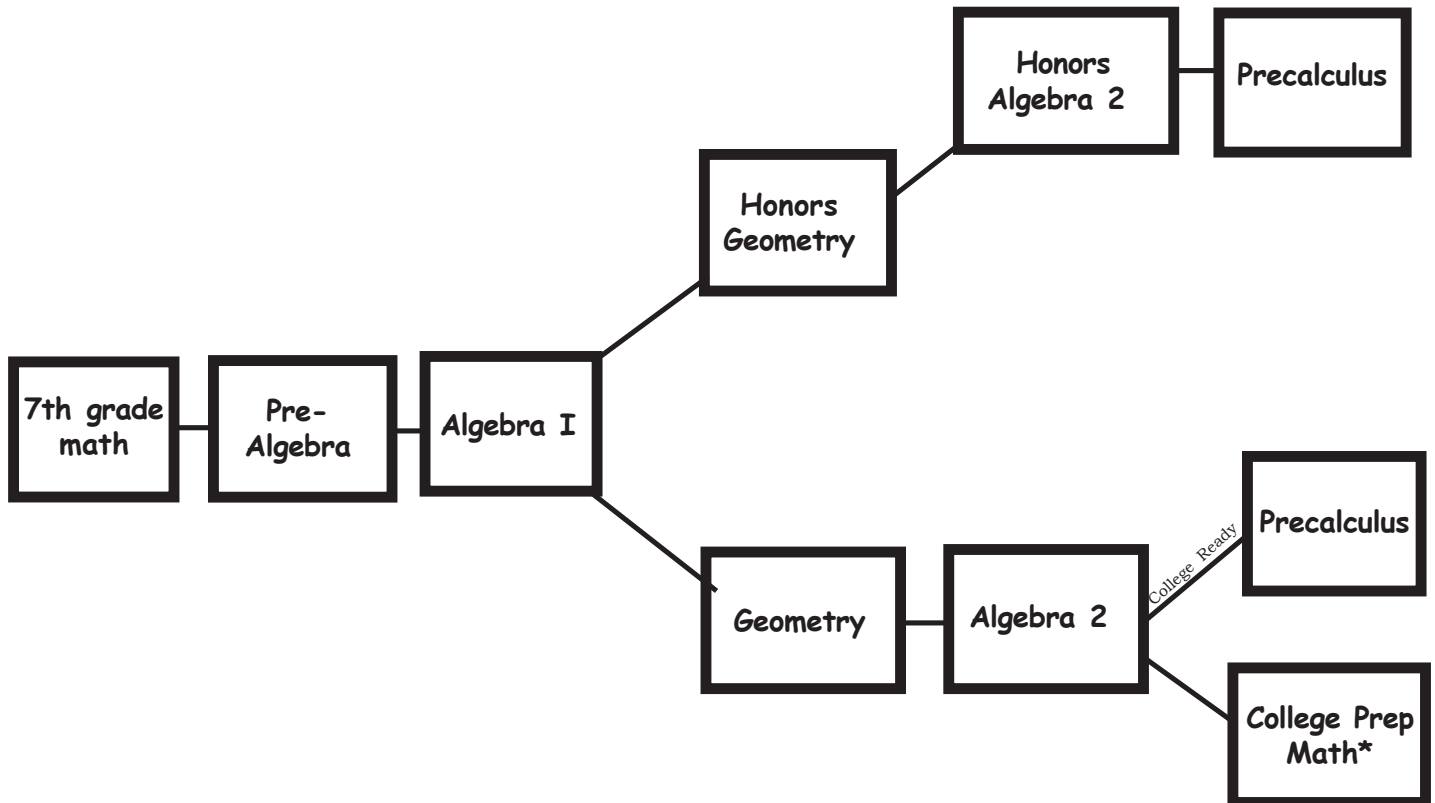 Honors
Algebra 2
Precalculus
Honors
Geometry
7th grade
math
Pre-
Algebra
Algebra I
Geometry
Algebra 2
College Ready
Precalculus
College Prep
Math*